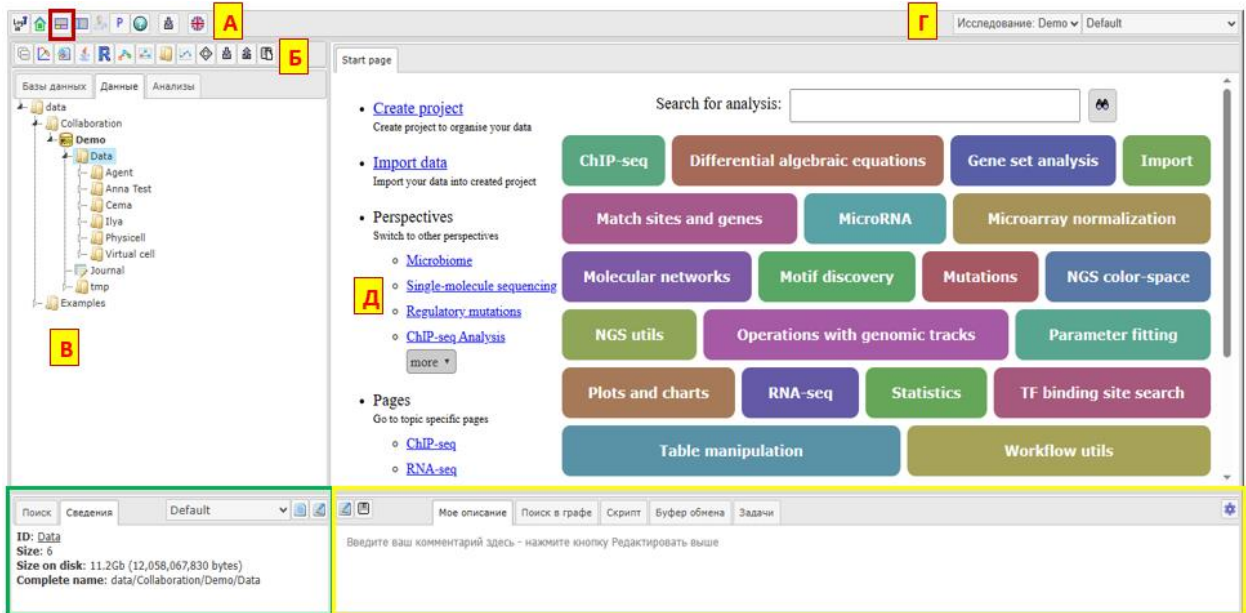 А
Г
Исследование: Demo Default
P
R
Б
Start page
Базы данных Данные Анализы
data
Collaboration
Demo
Data
Agent
Anna Test
Cema
Ilya
Physicell
Virtual cell
Journal
tmp
Examples
В
Create project
Create project to organise your data
Import data
Import your data into created project
Perspectives
Switch to other perspectives
Microbiome
Single-molecule sequencing
Regulatory mutations
ChIP-seq Analysis
more
Д
Pages
Go to topic specific pages
ChIP-seq
RNA-seq
Search for analysis:
ChIP-seq Differential algebraic equations Gene set analysis Import
Match sites and genes MicroRNA Microarray normalization
Molecular networks Motif discovery Mutations NGS color-space
NGS utils Operations with genomic tracks Parameter fitting
Plots and charts RNA-seq Statistics TF binding site search
Table manipulation Workflow utils
Поиск Сведения Default
ID: Data
Size: 6
Size on disk: 11.2Gb (12,058,067,830 bytes)
Complete name: data/Collaboration/Demo/Data
Мое описание Поиск в графе Скрипт Буфер обмена Задачи
Введите ваш комментарий здесь - нажмите кнопку Редактировать выше